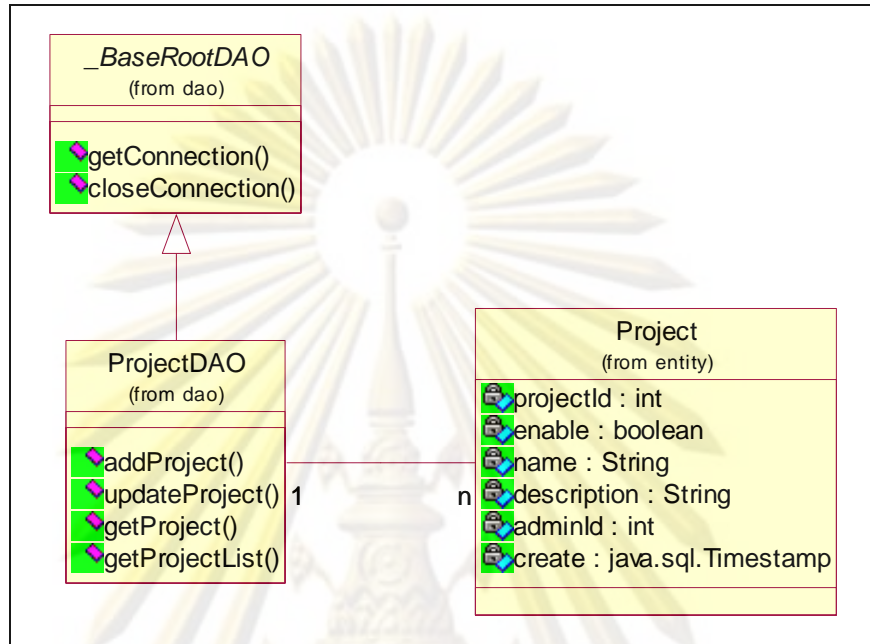 _BaseRootDAO
(from dao)
getConnection()
closeConnection()
ProjectDAO
(from dao)
addProject()
updateProject()
getProject()
getProjectList()
1
n
Project
(from entity)
projectId : int
enable : boolean
name : String
description : String
adminId : int
create : java.sql.Timestamp